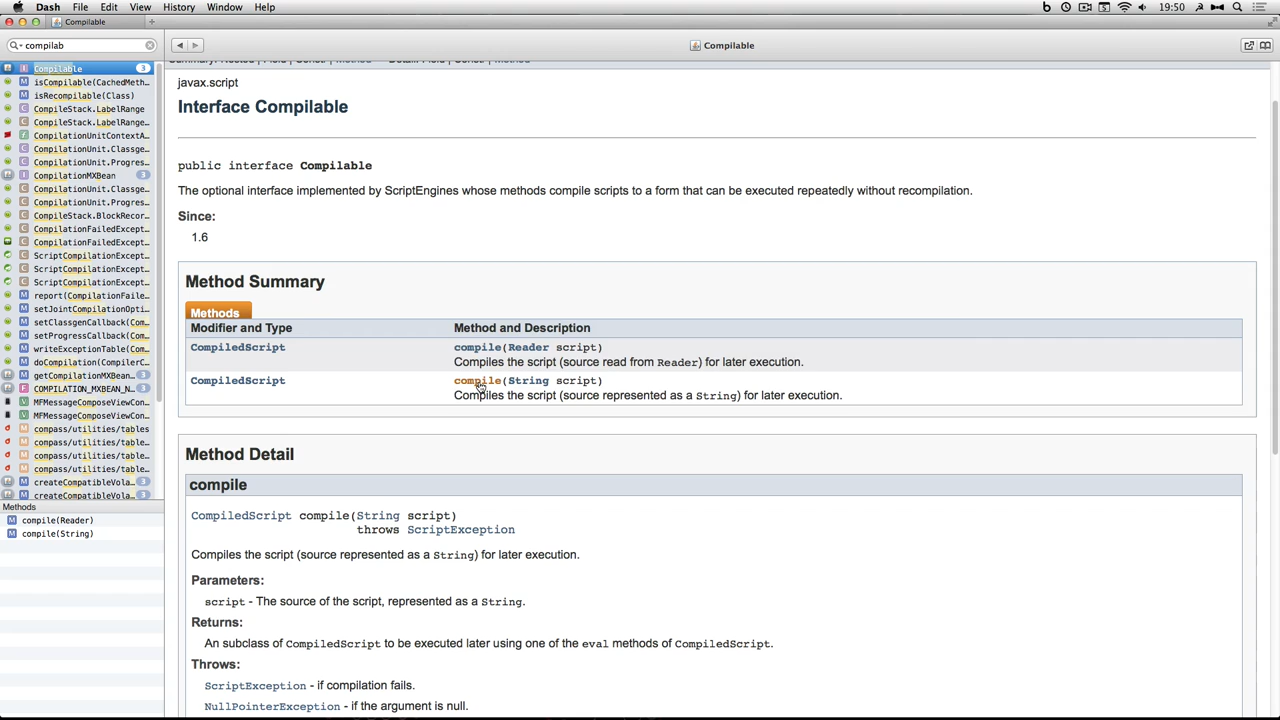 Dash File Edit View History Window Help 19:50
Compilable
compilab Compilable
Compilable 3
isCompilable(CachedMeth...
isRecompilable(Class)
CompileStack.LabelRange
CompileStack.LabelRange...
CompilationUnitContextA...
CompilationUnit.Classge...
CompilationUnit.Progres...
CompilationMXBean 3
CompilationUnit.Classge...
CompilationUnit.Progres...
CompileStack.BlockRecor...
CompilationFailedExcept...
CompilationFailedExcept...
ScriptCompilationExcept...
ScriptCompilationExcept...
ScriptCompilationExcept...
report(CompilationFaile...
setJointCompilationOpti...
setClassgenCallback(Com...
setProgressCallback(Com...
writeExceptionTable(Com...
doCompilation(CompilerC...
getCompilationMXBean... 3
COMPILATION_MXBEAN_N... 3
MFMessageComposeViewCon...
MFMessageComposeViewCon...
compass/utilities/tables
compass/utilities/table...
compass/utilities/table...
compass/utilities/table...
createCompatibleVola... 3
createCompatibleVola... 3
Methods
compile(Reader)
compile(String)
javax.script
Interface Compilable
public interface Compilable
The optional interface implemented by ScriptEngines whose methods compile scripts to a form that can be executed repeatedly without recompilation.
Since:
1.6
Method Summary
Methods
Modifier and Type Method and Description
CompiledScript compile(Reader script)
Compiles the script (source read from Reader) for later execution.
CompiledScript compile(String script)
Compiles the script (source represented as a String) for later execution.
Method Detail
compile
CompiledScript compile(String script)
throws ScriptException
Compiles the script (source represented as a String) for later execution.
Parameters:
script - The source of the script, represented as a String.
Returns:
An subclass of CompiledScript to be executed later using one of the eval methods of CompiledScript.
Throws:
ScriptException - if compilation fails.
NullPointerException - if the argument is null.